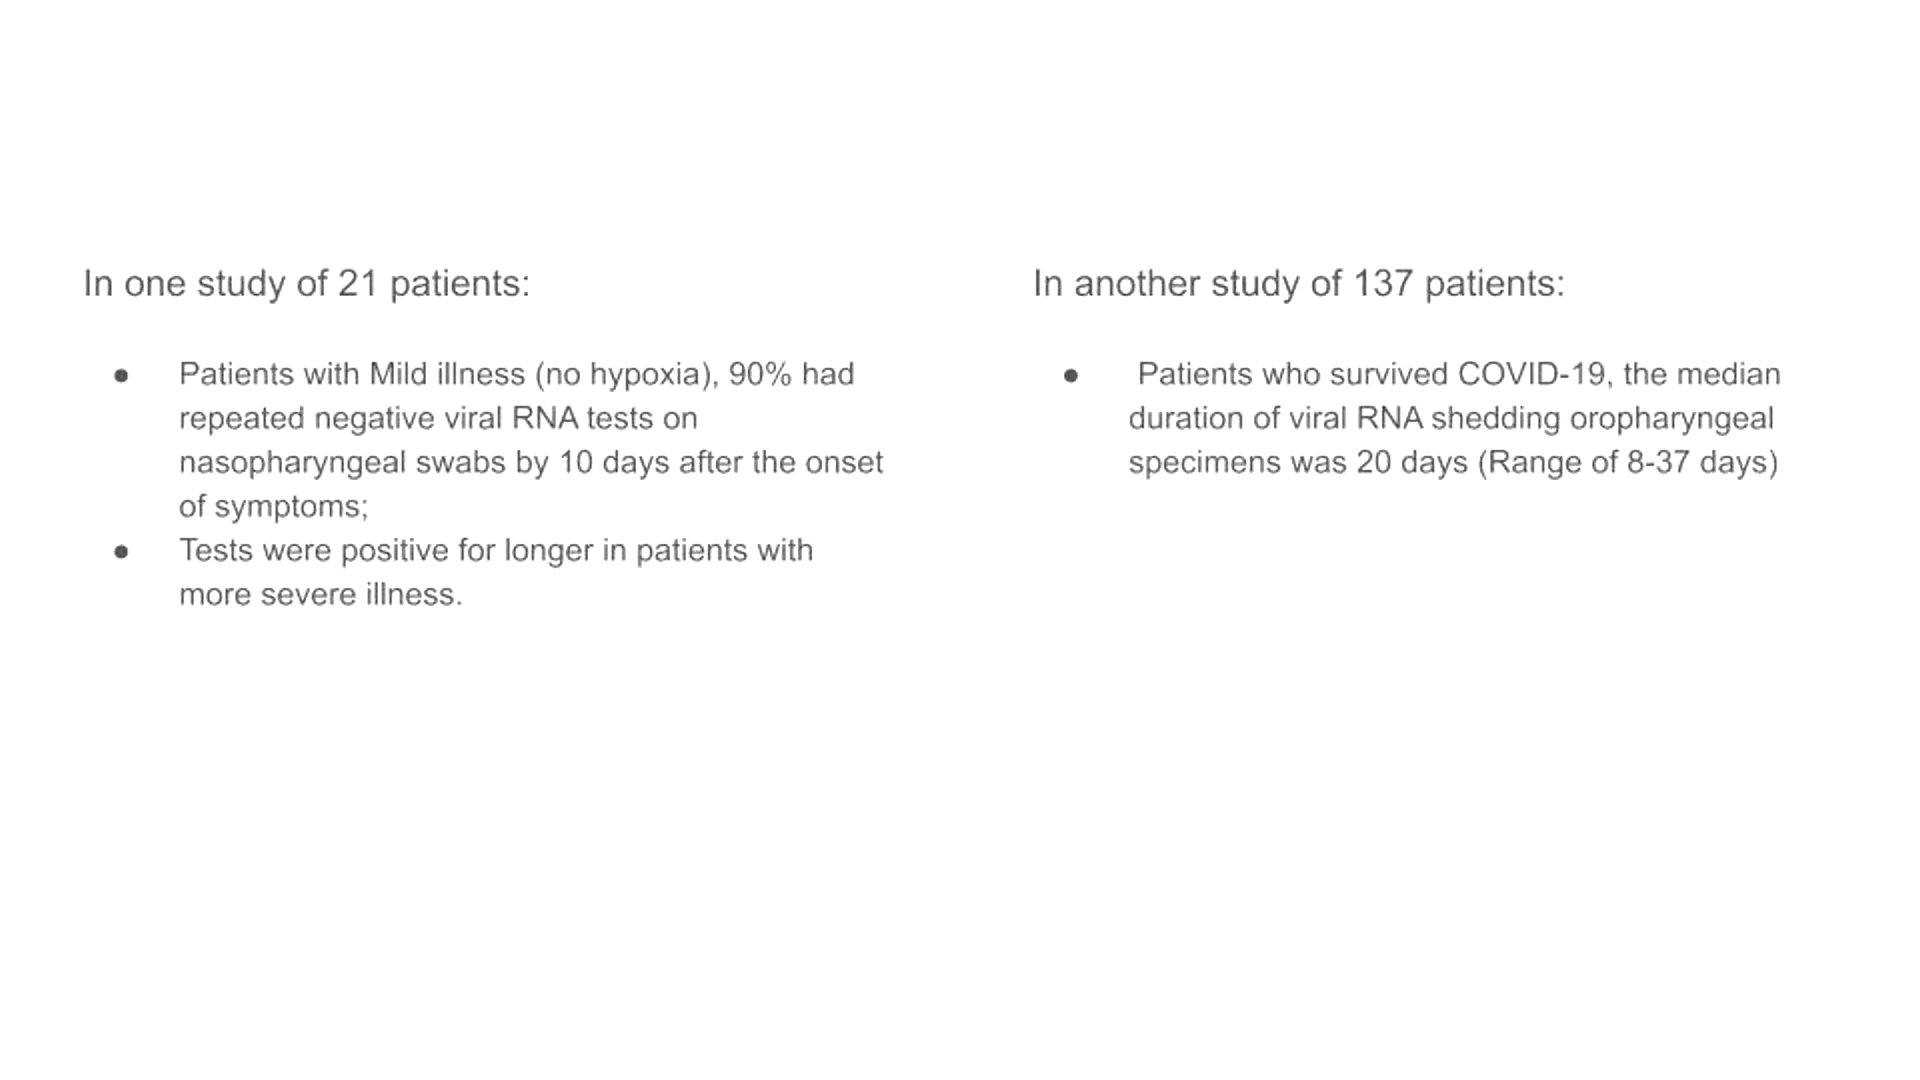 In one study of 21 patients:
● Patients with Mild illness (no hypoxia), 90% had
repeated negative viral RNA tests on
nasopharyngeal swabs by 10 days after the onset
of symptoms;
● Tests were positive for longer in patients with
more severe illness.
In another study of 137 patients:
● Patients who survived COVID-19, the median
duration of viral RNA shedding oropharyngeal
specimens was 20 days (Range of 8-37 days)